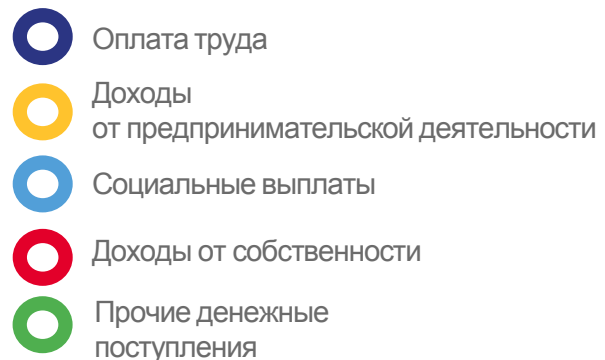 Оплата труда
Доходы
от предпринимательской деятельности
Социальные выплаты
Доходы от собственности
Прочие денежные
поступления